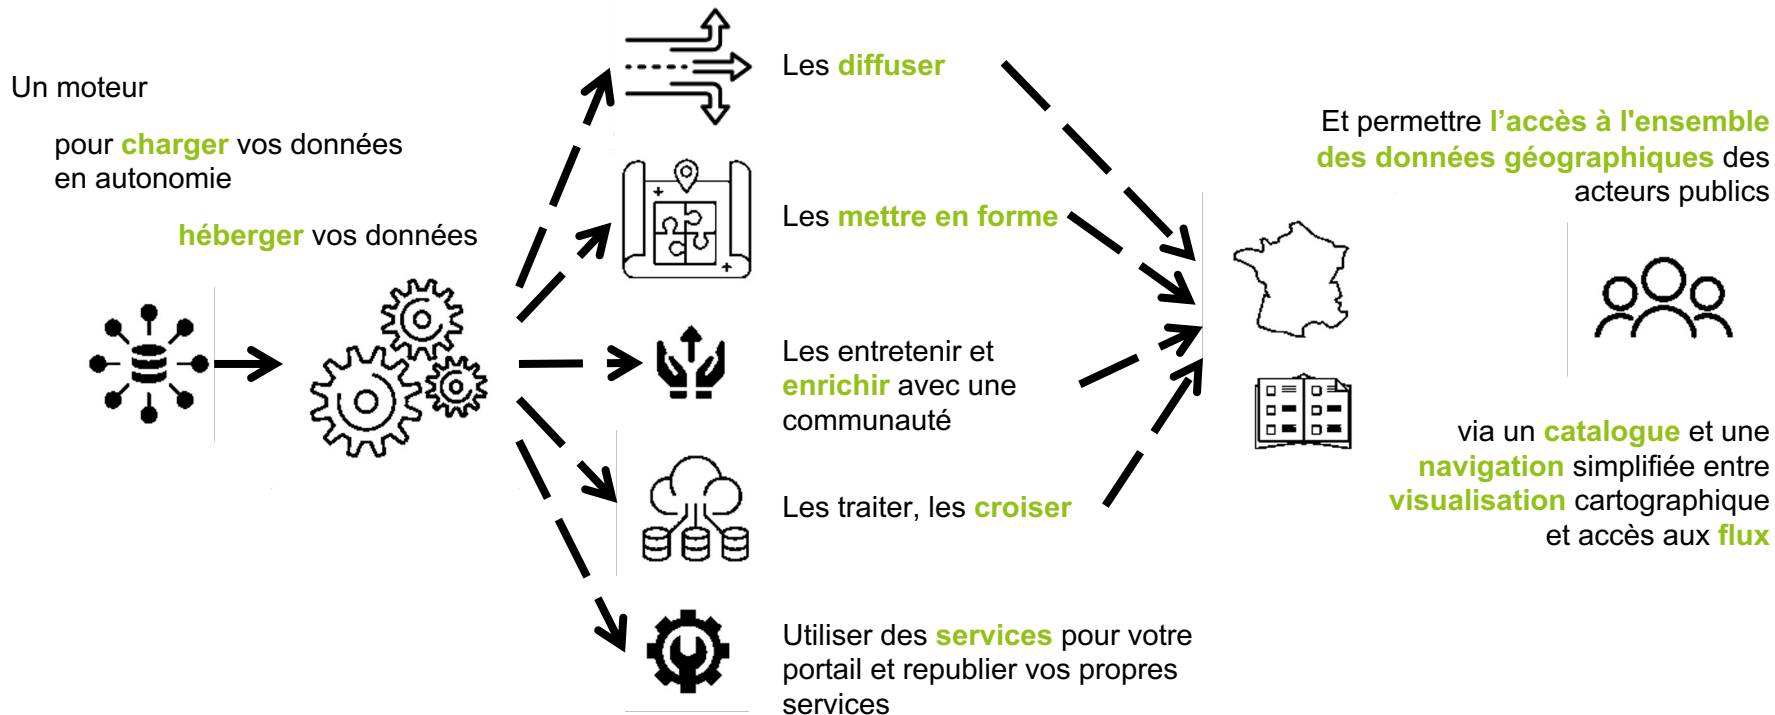 Un moteur
pour charger vos données
en autonomie
héberger vos données
Les diffuser
Les mettre en forme
Les entretenir et
enrichir avec une
communauté
Les traiter, les croiser
Utiliser des services pour votre
portail et republier vos propres
services
Et permettre l’accès à l'ensemble
des données géographiques des
acteurs publics
via un catalogue et une
navigation simplifiée entre
visualisation cartographique
et accès aux flux